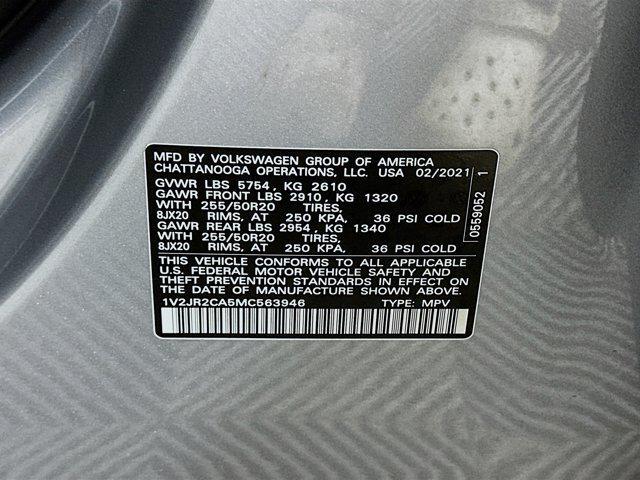 MFD BY VOLKSWAGEN GROUP OF AMERICA
CHATTANOOGA OPERATIONS, LLC. USA 02/2021
GVWR LBS 5754, KG 2610
GAWR FRONT LBS 2910, KG 1320
WITH 255/50R20 TIRES,
8JX20 RIMS, AT 250 KPA, 36 PSI COLD
GAWR REAR LBS 2954, KG 1340
WITH 255/50R20 TIRES,
8JX20 RIMS, AT 250 KPA, 36 PSI COLD
THIS VEHICLE CONFORMS TO ALL APPLICABLE
U.S. FEDERAL MOTOR VEHICLE SAFETY AND
THEFT PREVENTION STANDARDS IN EFFECT ON
THE DATE OF MANUFACTURE SHOWN ABOVE.
1V2JR2CA5MC563946 TYPE: MPV
0559052 1